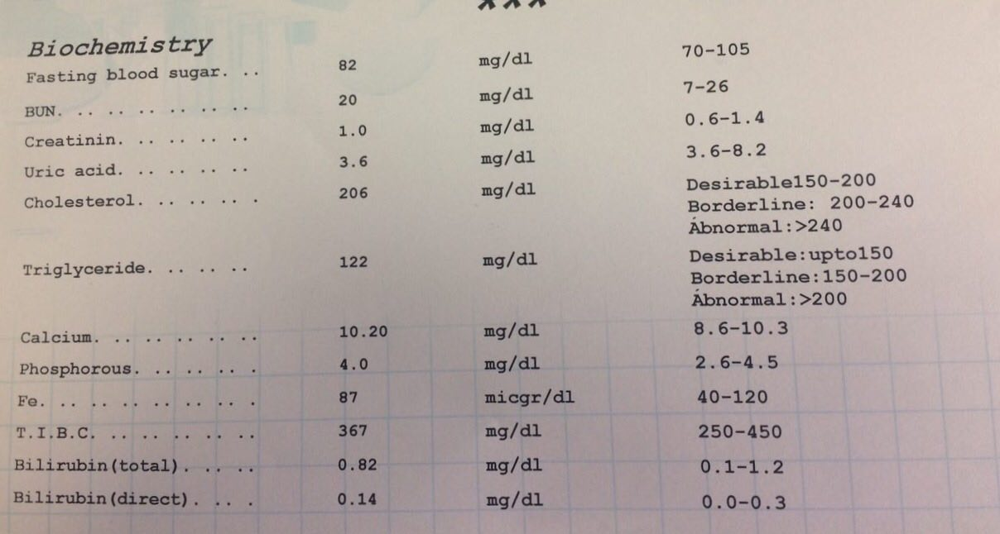 ***
Biochemistry
Fasting blood sugar. .. 82 mg/dl 70-105
BUN. .. .. .. .. .. .. 20 mg/dl 7-26
Creatinin. .. .. .. .. 1.0 mg/dl 0.6-1.4
Uric acid. .. .. .. .. 3.6 mg/dl 3.6-8.2
Cholesterol. .. .. .. . 206 mg/dl Desirable150-200
Borderline: 200-240
Abnormal:>240
Triglyceride. .. .. .. 122 mg/dl Desirable:upto150
Borderline:150-200
Abnormal:>200
Calcium. .. .. .. .. .. 10.20 mg/dl 8.6-10.3
Phosphorous. .. .. .. . 4.0 mg/dl 2.6-4.5
Fe. .. .. .. .. .. .. . 87 micgr/dl 40-120
T.I.B.C. .. .. .. .. .. 367 mg/dl 250-450
Bilirubin(total). .. .. 0.82 mg/dl 0.1-1.2
Bilirubin(direct). .. . 0.14 mg/dl 0.0-0.3